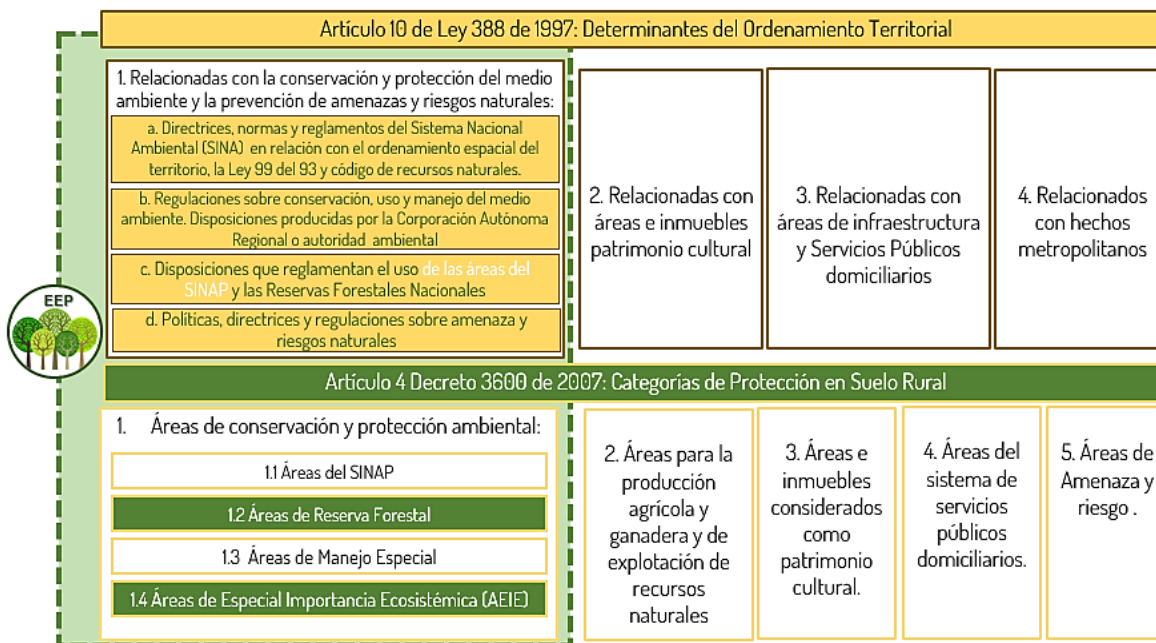 Artículo 10 de Ley 388 de 1997: Determinantes del Ordenamiento Territorial
1. Relacionadas con la conservación y protección del medio
ambiente y la prevención de amenazas y riesgos naturales:
a. Directrices, normas y reglamentos del Sistema Nacional
Ambiental (SINA) en relación con el ordenamiento espacial del
territorio, la Ley 99 del 93 y código de recursos naturales.
b. Regulaciones sobre conservación, uso y manejo del medio
ambiente. Disposiciones producidas por la Corporación Autónoma
Regional o autoridad ambiental
c. Disposiciones que reglamentan el uso de las áreas del
SINAP y las Reservas Forestales Nacionales
d. Políticas, directrices y regulaciones sobre amenaza y
riesgos naturales
2. Relacionadas con
áreas e inmuebles
patrimonio cultural
3. Relacionadas con
áreas de infraestructura
y Servicios Públicos
domiciliarios
4. Relacionados
con hechos
metropolitanos
EEP
Artículo 4 Decreto 3600 de 2007: Categorías de Protección en Suelo Rural
1. Áreas de conservación y protección ambiental:
1.1 Áreas del SINAP
1.2 Áreas de Reserva Forestal
1.3 Áreas de Manejo Especial
1.4 Áreas de Especial Importancia Ecosistémica (AEIE)
2. Áreas para la
producción
agrícola y
ganadera y de
explotación de
recursos
naturales
3. Áreas e
inmuebles
considerados
como
patrimonio
cultural.
4. Áreas del
sistema de
servicios
públicos
domiciliarios.
5. Áreas de
Amenaza y
riesgo .